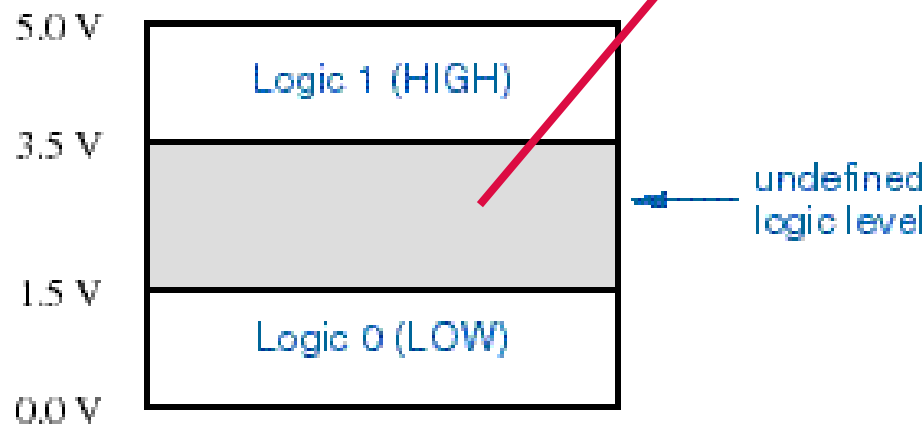 5.0 V
Logic 1 (HIGH)
3.5 V
undefined
logic level
1.5 V
Logic 0 (LOW)
0.0 V